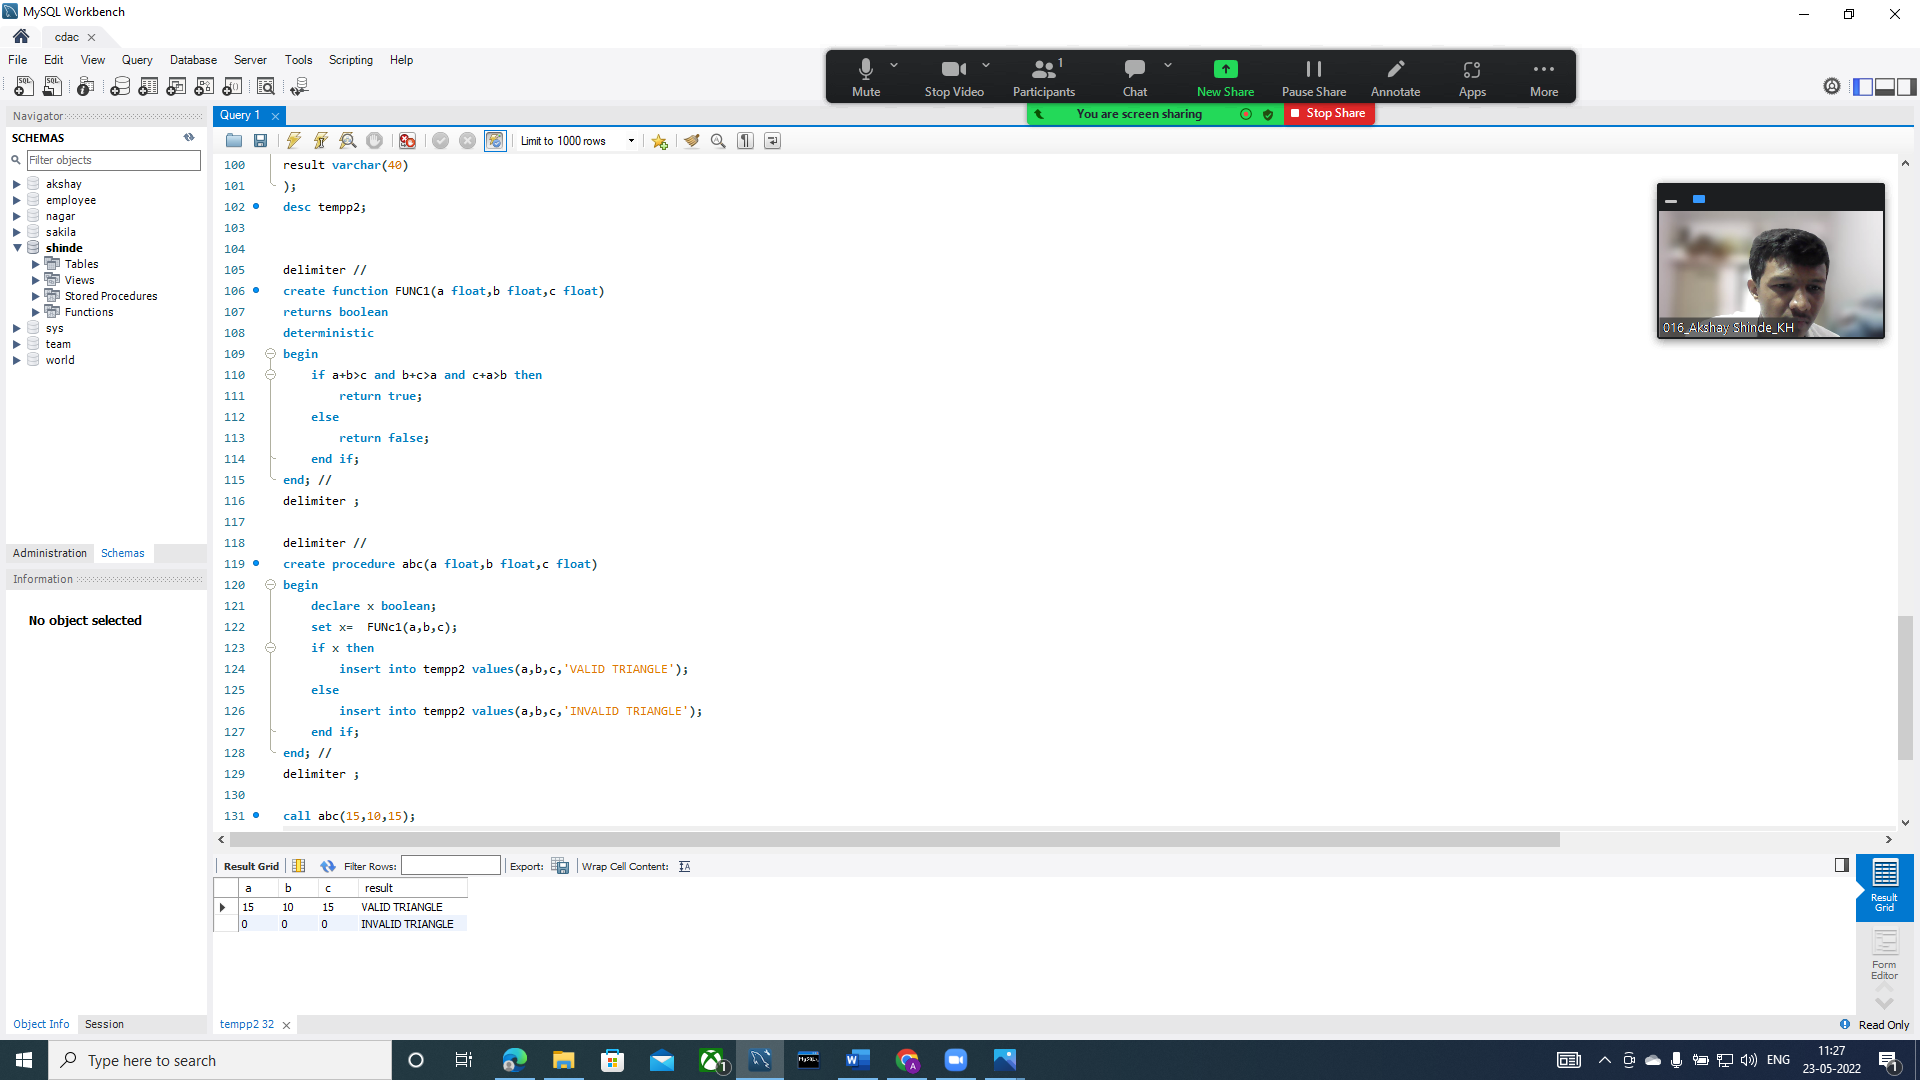 MySQL Workbench
cdac
File Edit View Query Database Server Tools Scripting Help
Mute Stop Video Participants 1 Chat New Share Pause Share Annotate Apps More
You are screen sharing Stop Share
Navigator
SCHEMAS
Filter objects
akshay
employee
nagar
sakila
shinde
Tables
Views
Stored Procedures
Functions
sys
team
world
Administration Schemas
Information
No object selected
Object Info Session
Query 1
Limit to 1000 rows
100 result varchar(40)
101 );
102 desc tempp2;
103
104
105 delimiter //
106 create function FUNC1(a float,b float,c float)
107 returns boolean
108 deterministic
109 begin
110 if a+b>c and b+c>a and c+a>b then
111 return true;
112 else
113 return false;
114 end if;
115 end; //
116 delimiter ;
117
118 delimiter //
119 create procedure abc(a float,b float,c float)
120 begin
121 declare x boolean;
122 set x=  FUNc1(a,b,c);
123 if x then
124 insert into tempp2 values(a,b,c,'VALID TRIANGLE');
125 else
126 insert into tempp2 values(a,b,c,'INVALID TRIANGLE');
127 end if;
128 end; //
129 delimiter ;
130
131 call abc(15,10,15);
016_Akshay Shinde_KH
Result Grid Filter Rows: Export: Wrap Cell Content:
a b c result
15 10 15 VALID TRIANGLE
0 0 0 INVALID TRIANGLE
Result Grid
Form Editor
tempp2 32
Read Only
Type here to search
ENG
11:27
23-05-2022